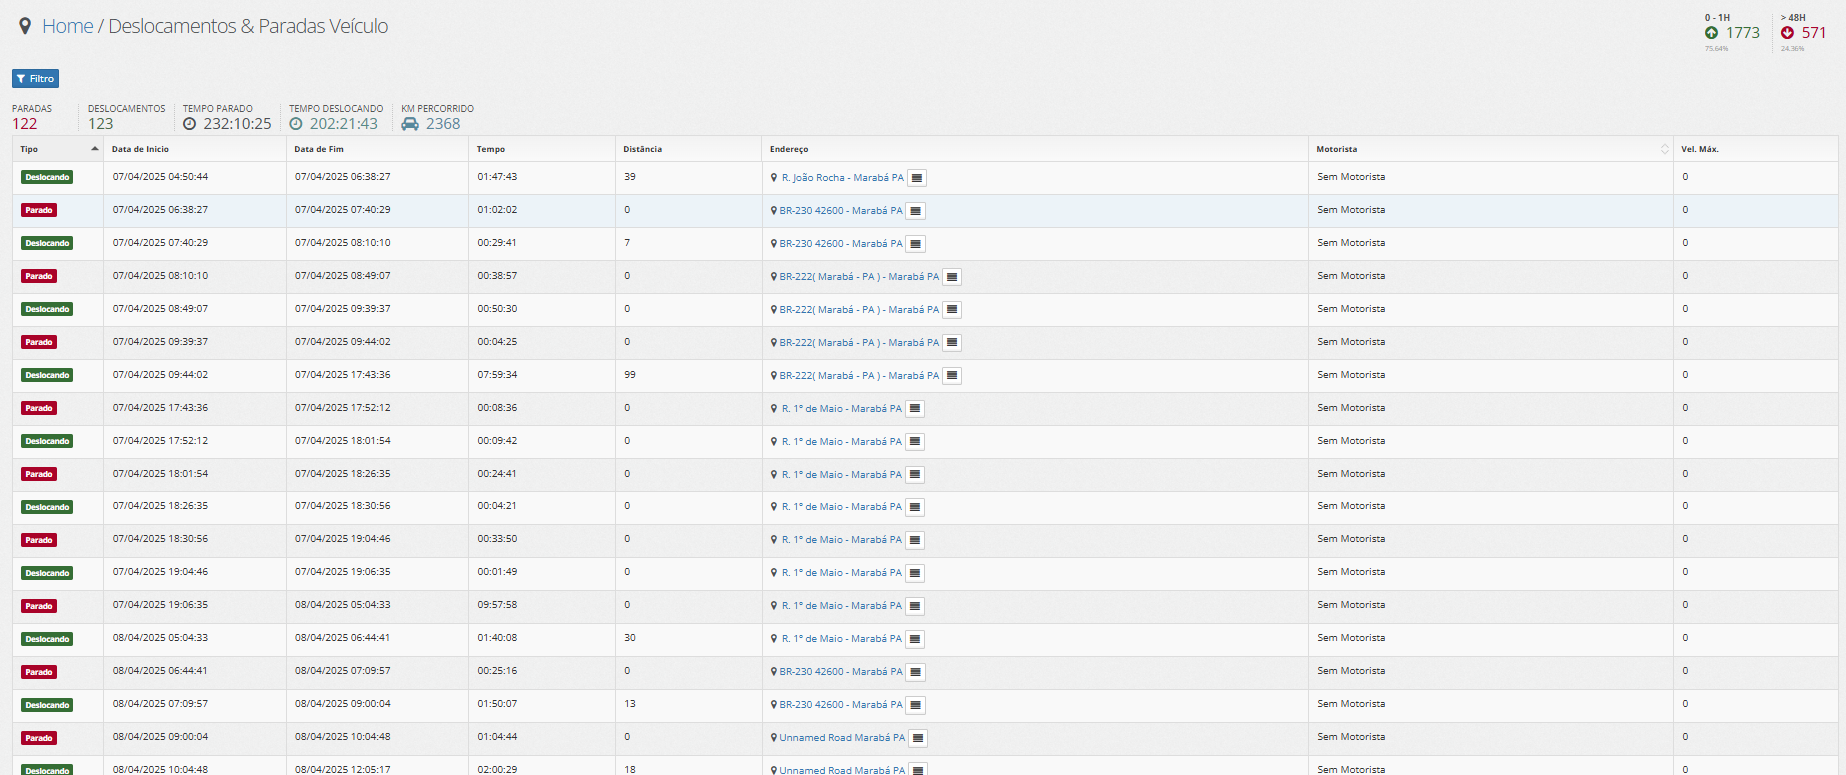 Home / Deslocamentos & Paradas Veículo
0 - 1H > 48H
1773 571
75.64% 24.36%
Filtro
PARADAS DESLOCAMENTOS TEMPO PARADO TEMPO DESLOCANDO KM PERCORRIDO
122 123 232:10:25 202:21:43 2368
Tipo Data de Inicio Data de Fim Tempo Distância Endereço Motorista Vel. Máx.
Deslocando 07/04/2025 04:50:44 07/04/2025 06:38:27 01:47:43 39 R. João Rocha - Marabá PA Sem Motorista 0
Parado 07/04/2025 06:38:27 07/04/2025 07:40:29 01:02:02 0 BR-230 42600 - Marabá PA Sem Motorista 0
Deslocando 07/04/2025 07:40:29 07/04/2025 08:10:10 00:29:41 7 BR-230 42600 - Marabá PA Sem Motorista 0
Parado 07/04/2025 08:10:10 07/04/2025 08:49:07 00:38:57 0 BR-222( Marabá - PA ) - Marabá PA Sem Motorista 0
Deslocando 07/04/2025 08:49:07 07/04/2025 09:39:37 00:50:30 0 BR-222( Marabá - PA ) - Marabá PA Sem Motorista 0
Parado 07/04/2025 09:39:37 07/04/2025 09:44:02 00:04:25 0 BR-222( Marabá - PA ) - Marabá PA Sem Motorista 0
Deslocando 07/04/2025 09:44:02 07/04/2025 17:43:36 07:59:34 99 BR-222( Marabá - PA ) - Marabá PA Sem Motorista 0
Parado 07/04/2025 17:43:36 07/04/2025 17:52:12 00:08:36 0 R. 1º de Maio - Marabá PA Sem Motorista 0
Deslocando 07/04/2025 17:52:12 07/04/2025 18:01:54 00:09:42 0 R. 1º de Maio - Marabá PA Sem Motorista 0
Parado 07/04/2025 18:01:54 07/04/2025 18:26:35 00:24:41 0 R. 1º de Maio - Marabá PA Sem Motorista 0
Deslocando 07/04/2025 18:26:35 07/04/2025 18:30:56 00:04:21 0 R. 1º de Maio - Marabá PA Sem Motorista 0
Parado 07/04/2025 18:30:56 07/04/2025 19:04:46 00:33:50 0 R. 1º de Maio - Marabá PA Sem Motorista 0
Deslocando 07/04/2025 19:04:46 07/04/2025 19:06:35 00:01:49 0 R. 1º de Maio - Marabá PA Sem Motorista 0
Parado 07/04/2025 19:06:35 08/04/2025 05:04:33 09:57:58 0 R. 1º de Maio - Marabá PA Sem Motorista 0
Deslocando 08/04/2025 05:04:33 08/04/2025 06:44:41 01:40:08 30 R. 1º de Maio - Marabá PA Sem Motorista 0
Parado 08/04/2025 06:44:41 08/04/2025 07:09:57 00:25:16 0 BR-230 42600 - Marabá PA Sem Motorista 0
Deslocando 08/04/2025 07:09:57 08/04/2025 09:00:04 01:50:07 13 BR-230 42600 - Marabá PA Sem Motorista 0
Parado 08/04/2025 09:00:04 08/04/2025 10:04:48 01:04:44 0 Unnamed Road Marabá PA Sem Motorista 0
Deslocando 08/04/2025 10:04:48 08/04/2025 12:05:17 02:00:29 18 Unnamed Road Marabá PA Sem Motorista 0